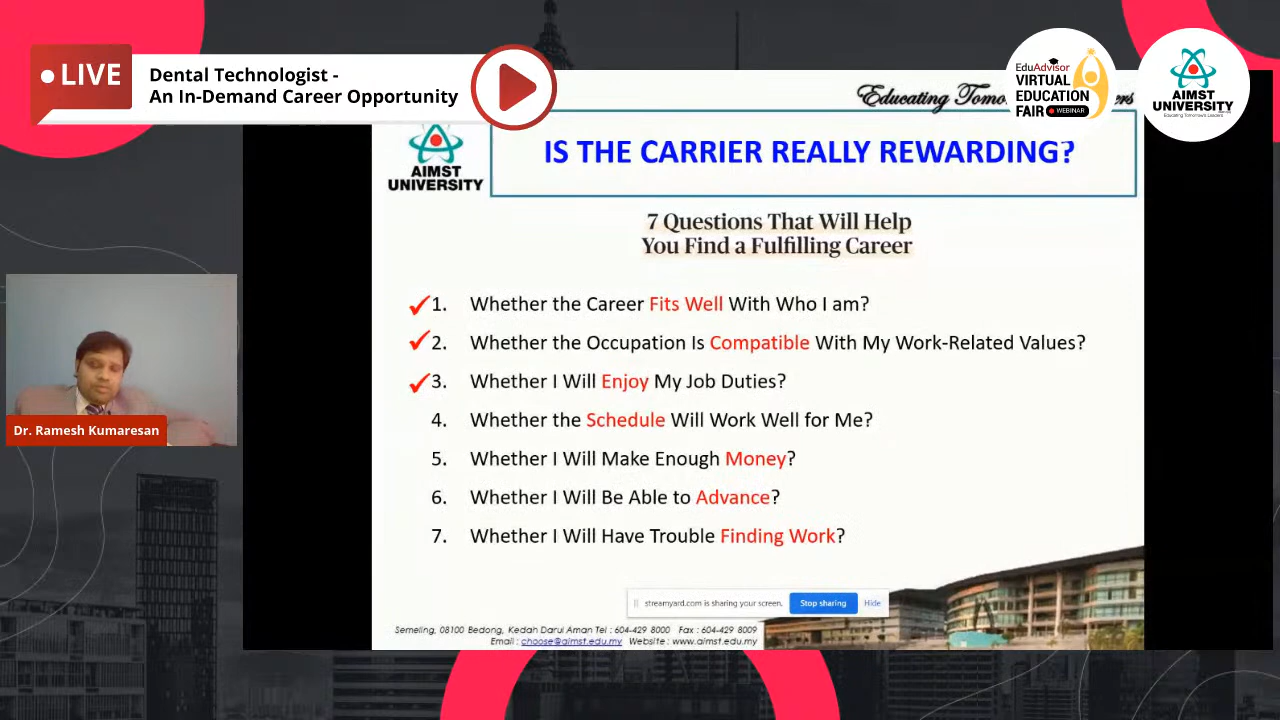 LIVE
Dental Technologist -
An In-Demand Career Opportunity
EduAdvisor
VIRTUAL
EDUCATION
FAIR
WEBINAR
AIMST
UNIVERSITY
Educating Tomorrow's Leaders
Educating
AIMST
UNIVERSITY
IS THE CARRIER REALLY REWARDING?
7 Questions That Will Help
You Find a Fulfilling Career
✓ 1. Whether the Career Fits Well With Who I am?
✓ 2. Whether the Occupation Is Compatible With My Work-Related Values?
✓ 3. Whether I Will Enjoy My Job Duties?
4. Whether the Schedule Will Work Well for Me?
5. Whether I Will Make Enough Money?
6. Whether I Will Be Able to Advance?
7. Whether I Will Have Trouble Finding Work?
Dr. Ramesh Kumaresan
streamyard.com is sharing your screen. Stop sharing Hide
Semeling, 08100 Bedong, Kedah Darul Aman Tel : 604-429 8000 Fax : 604-429 8009
Email : choose@aimst.edu.my Website : www.aimst.edu.my